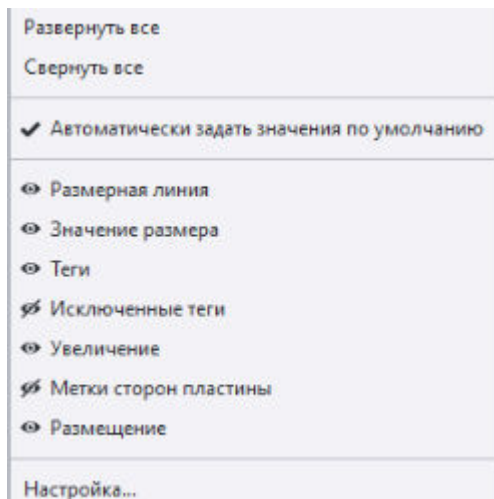 Развернуть все
Свернуть все
Автоматически задать значения по умолчанию
Размерная линия
Значение размера
Теги
Исключенные теги
Увеличение
Метки сторон пластины
Размещение
Настройка...